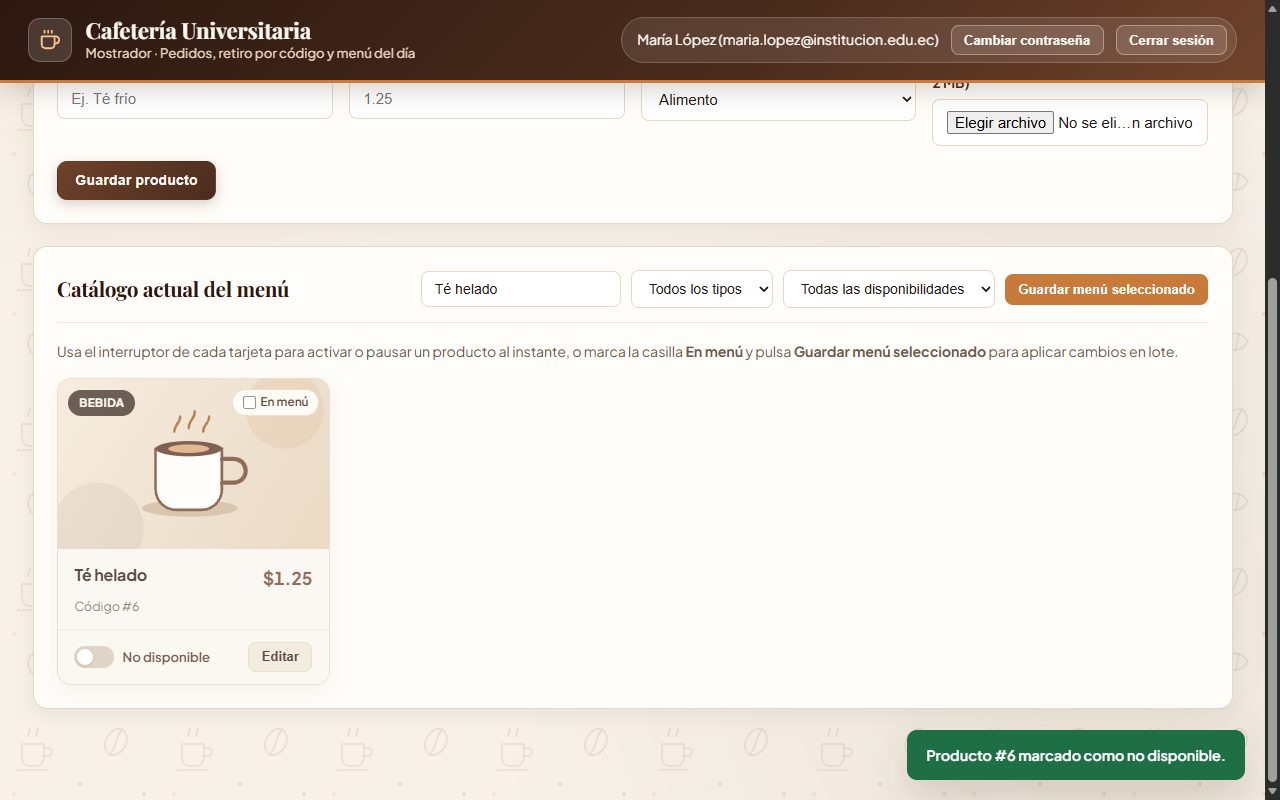 Cafetería Universitaria
Mostrador · Pedidos, retiro por código y menú del día
María López (maria.lopez@institucion.edu.ec)
Cambiar contraseña
Cerrar sesión
2 MB)
Ej. Té frío
1.25
Alimento
Elegir archivo No se eli...n archivo
Guardar producto
Catálogo actual del menú
Té helado
Todos los tipos
Todas las disponibilidades
Guardar menú seleccionado
Usa el interruptor de cada tarjeta para activar o pausar un producto al instante, o marca la casilla En menú y pulsa Guardar menú seleccionado para aplicar cambios en lote.
BEBIDA
En menú
Té helado
$1.25
Código #6
No disponible
Editar
Producto #6 marcado como no disponible.